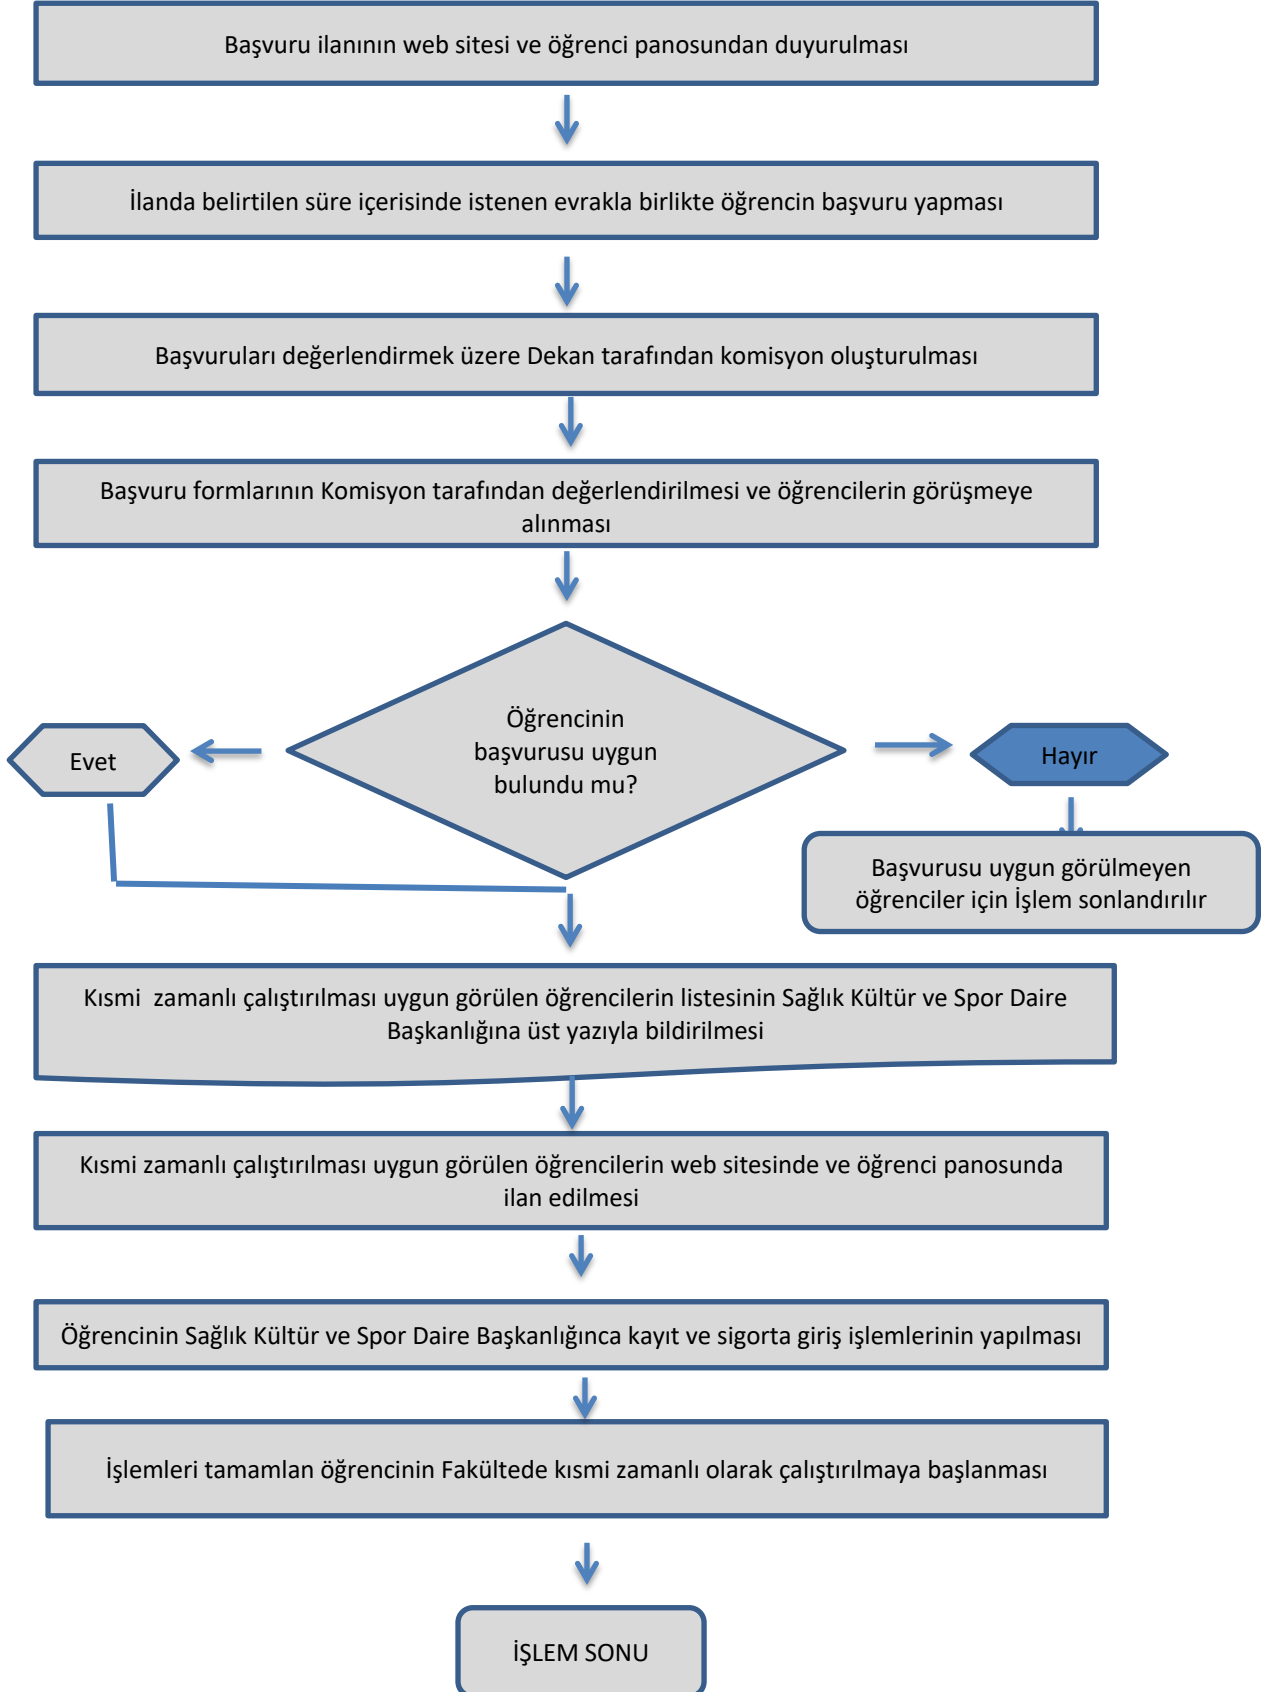 Başvuru ilanının web sitesi ve öğrenci panosundan duyurulması
İlanda belirtilen süre içerisinde istenen evrakla birlikte öğrencin başvuru yapması
Başvuruları değerlendirmek üzere Dekan tarafından komisyon oluşturulması
Başvuru formlarının Komisyon tarafından değerlendirilmesi ve öğrencilerin görüşmeye
alınması
Öğrencinin
başvurusu uygun
bulundu mu?
Evet
Hayır
Başvurusu uygun görülmeyen
öğrenciler için İşlem sonlandırılır
Kısmi  zamanlı çalıştırılması uygun görülen öğrencilerin listesinin Sağlık Kültür ve Spor Daire
Başkanlığına üst yazıyla bildirilmesi
Kısmi zamanlı çalıştırılması uygun görülen öğrencilerin web sitesinde ve öğrenci panosunda
ilan edilmesi
Öğrencinin Sağlık Kültür ve Spor Daire Başkanlığınca kayıt ve sigorta giriş işlemlerinin yapılması
İşlemleri tamamlan öğrencinin Fakültede kısmi zamanlı olarak çalıştırılmaya başlanması
İŞLEM SONU